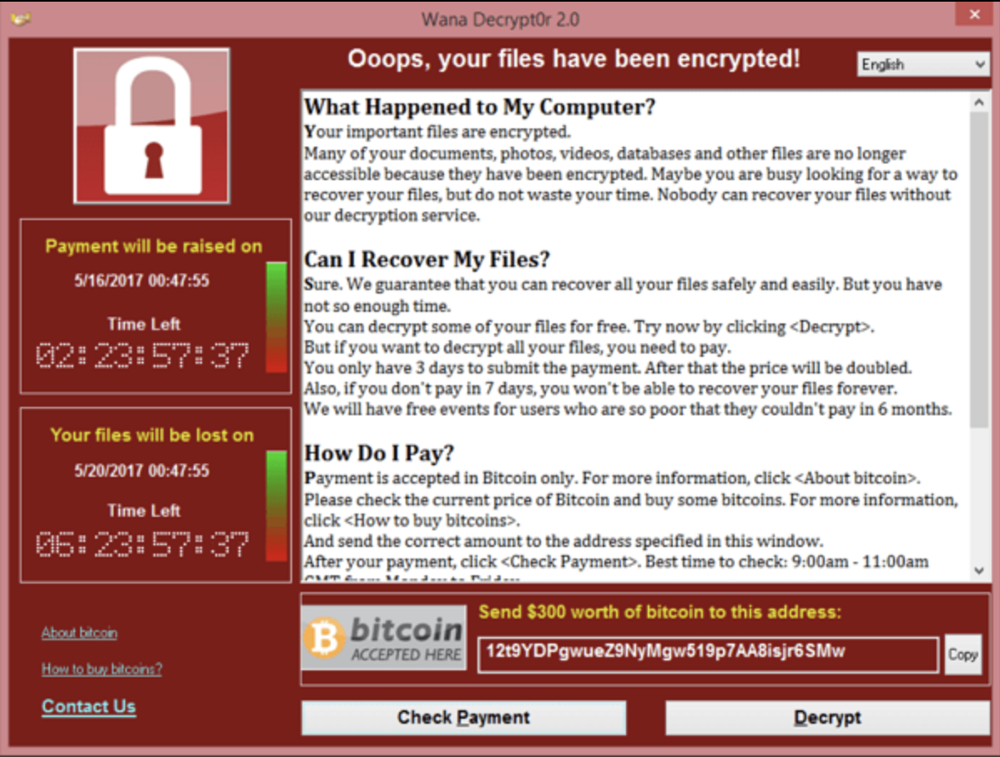 Wana Decrypt0r 2.0
Ooops, your files have been encrypted!
English
Payment will be raised on
5/16/2017 00:47:55
Time Left
02:23:57:37
Your files will be lost on
5/20/2017 00:47:55
Time Left
06:23:57:37
About bitcoin
How to buy bitcoins?
Contact Us
What Happened to My Computer?
Your important files are encrypted.
Many of your documents, photos, videos, databases and other files are no longer
accessible because they have been encrypted. Maybe you are busy looking for a way to
recover your files, but do not waste your time. Nobody can recover your files without
our decryption service.
Can I Recover My Files?
Sure. We guarantee that you can recover all your files safely and easily. But you have
not so enough time.
You can decrypt some of your files for free. Try now by clicking <Decrypt>.
But if you want to decrypt all your files, you need to pay.
You only have 3 days to submit the payment. After that the price will be doubled.
Also, if you don't pay in 7 days, you won't be able to recover your files forever.
We will have free events for users who are so poor that they couldn't pay in 6 months.
How Do I Pay?
Payment is accepted in Bitcoin only. For more information, click <About bitcoin>.
Please check the current price of Bitcoin and buy some bitcoins. For more information,
click <How to buy bitcoins>.
And send the correct amount to the address specified in this window.
After your payment, click <Check Payment>. Best time to check: 9:00am - 11:00am
GMT from Monday to Friday
bitcoin
ACCEPTED HERE
Send $300 worth of bitcoin to this address:
12t9YDPgwueZ9NyMgw519p7AA8isjr6SMw
Copy
Check Payment
Decrypt